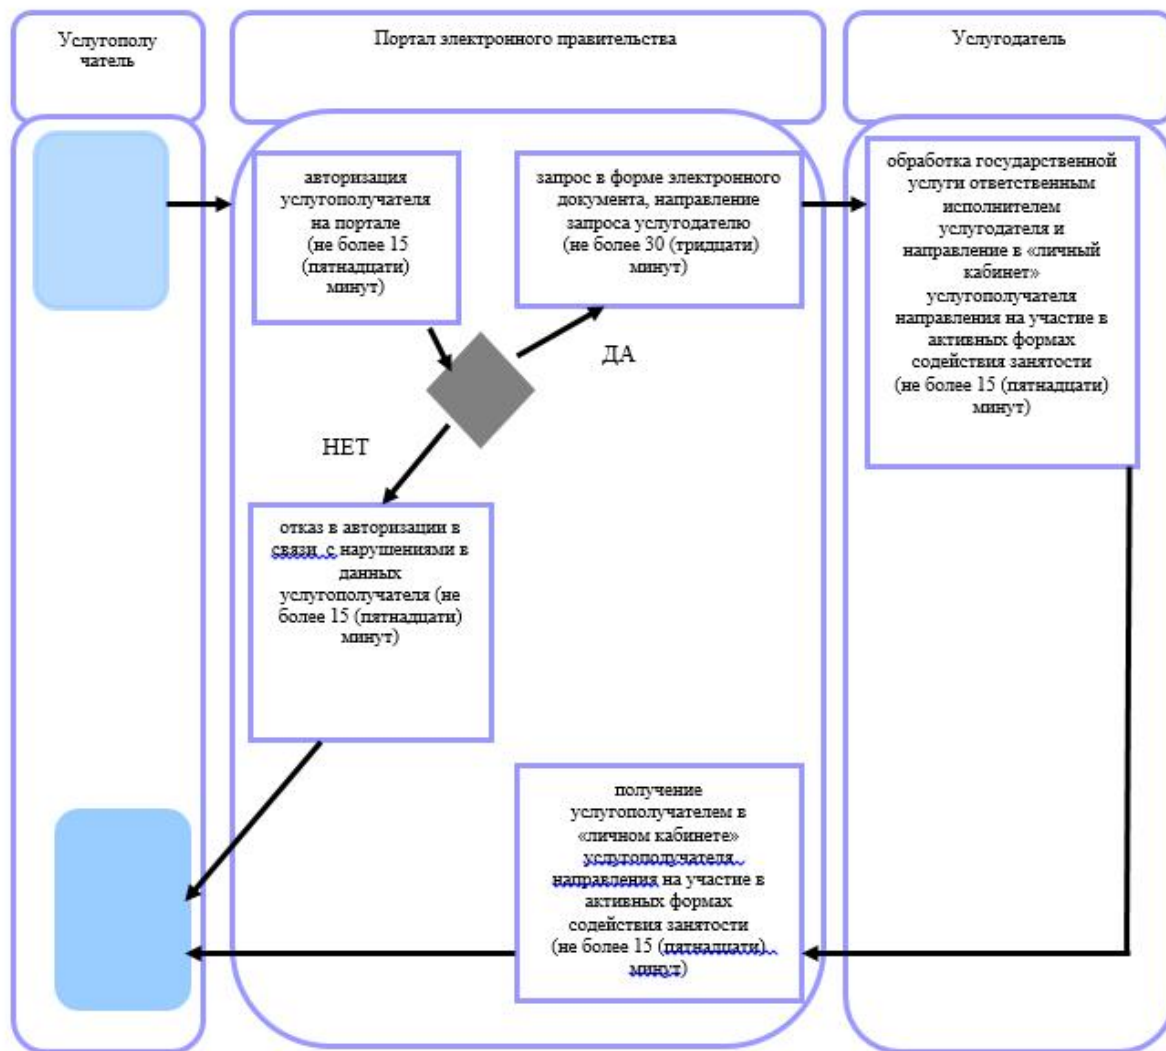 Услугополу
чатель
Портал электронного правительства
Услугодатель
авторизация
услугополучателя
на портале
(не более 15
(пятнадцати)
минут)
запрос в форме электронного
документа, направление
запроса услугодателю
(не более 30 (тридцати)
минут)
обработка государственной
услуги ответственным
исполнителем
услугодателя и
направление в «личный
кабинет»
услугополучателя
направления на участие в
активных формах
содействия занятости
(не более 15 (пятнадцати)
минут)
ДА
НЕТ
отказ в авторизации в
связи с нарушениями в
данных
услугополучателя (не
более 15 (пятнадцати)
минут)
получение
услугополучателем в
«личном кабинете»
услугополучателя
направления на участие в
активных формах
содействия занятости
(не более 15 (пятнадцати)
минут)